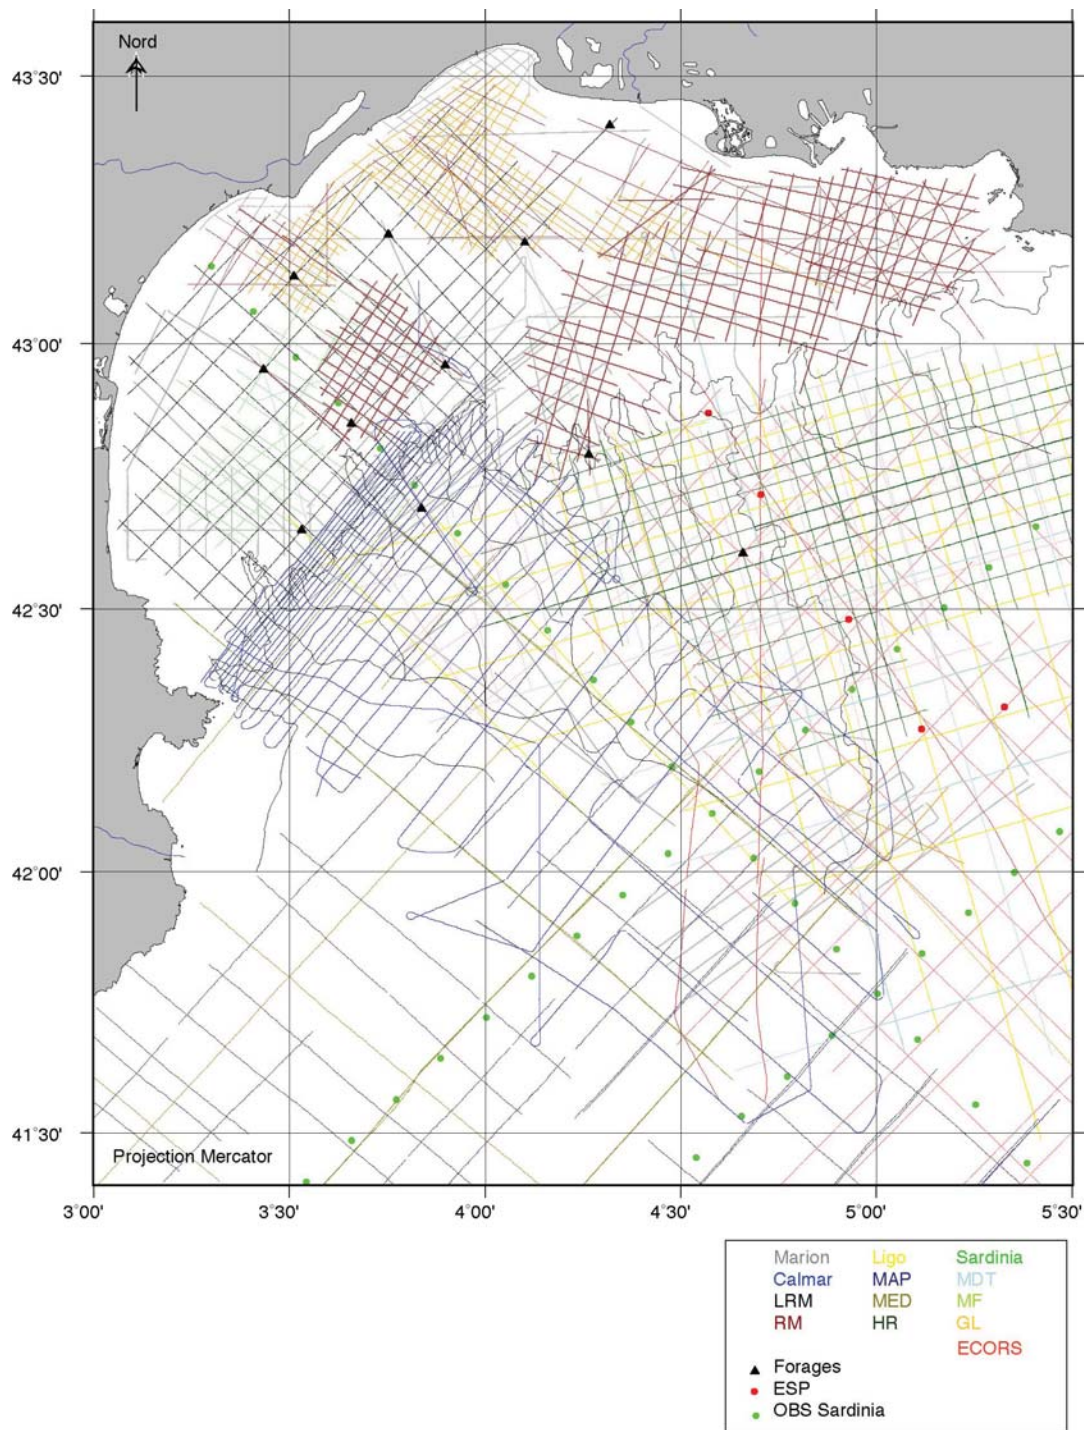 Nord
43°30'
43°00'
42°30'
42°00'
41°30'
Projection Mercator
3°00' 3°30' 4°00' 4°30' 5°00' 5°30'
Marion Ligo Sardinia
Calmar MAP MDT
LRM MED MF
RM HR GL
ECORS
Forages
ESP
OBS Sardinia